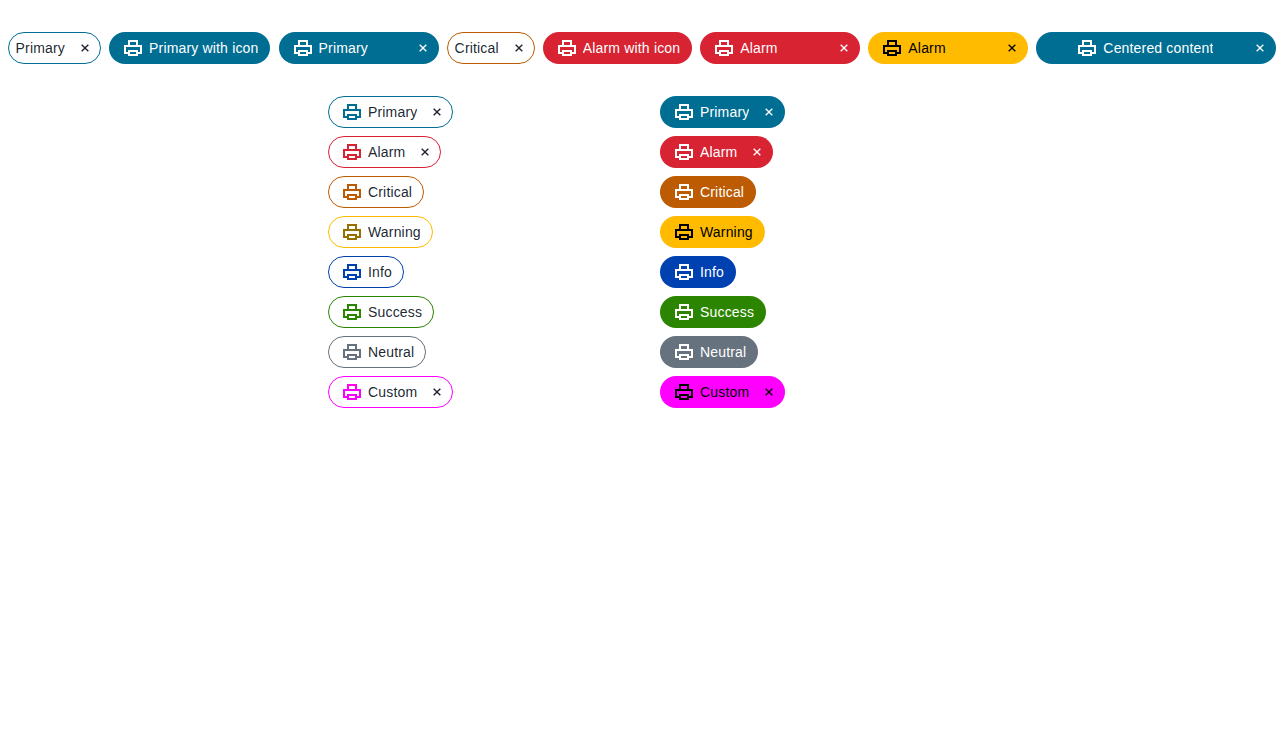 Primary Primary with icon Primary Critical Alarm with icon Alarm Alarm Centered content
Primary Primary
Alarm Alarm
Critical Critical
Warning Warning
Info Info
Success Success
Neutral Neutral
Custom Custom